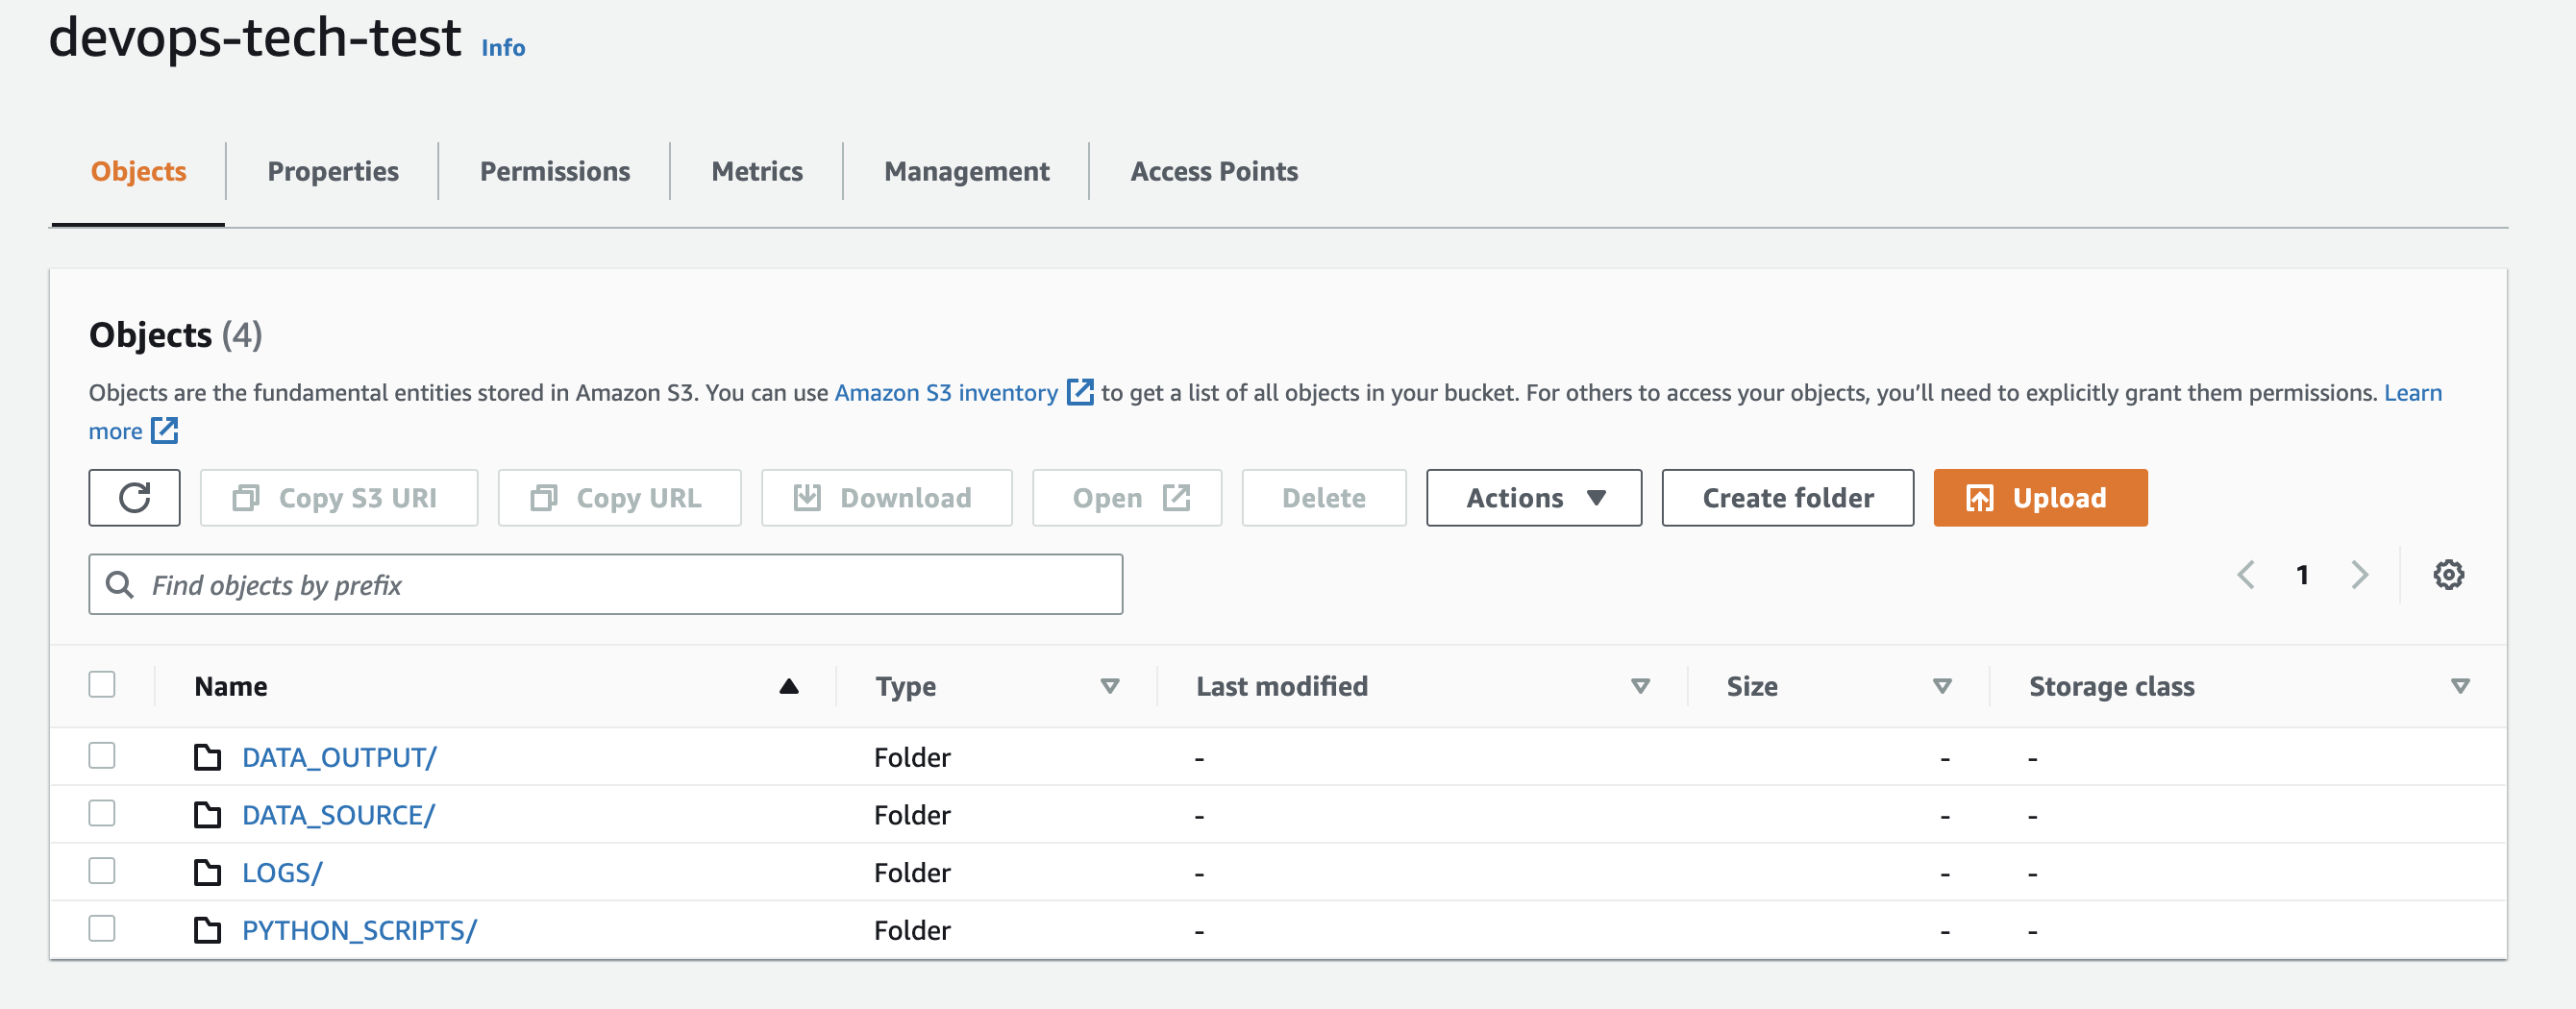 devops-tech-test Info
Objects Properties Permissions Metrics Management Access Points
Objects (4)
Objects are the fundamental entities stored in Amazon S3. You can use Amazon S3 inventory to get a list of all objects in your bucket. For others to access your objects, you’ll need to explicitly grant them permissions. Learn
more
Copy S3 URI Copy URL Download Open Delete Actions Create folder Upload
Find objects by prefix 1
Name Type Last modified Size Storage class
DATA_OUTPUT/ Folder - - -
DATA_SOURCE/ Folder - - -
LOGS/ Folder - - -
PYTHON_SCRIPTS/ Folder - - -